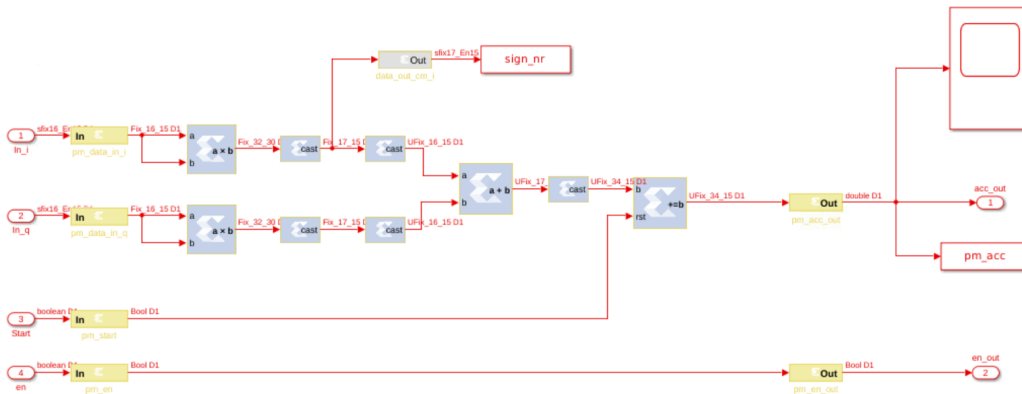 sfix17_En15
Out
sign_nr
data_out_cm_i
sfix16_En15 D1
Fix_16_15 D1
1
In
a
a × b
Fix_32_30 D1
cast
Fix_17_15 D1
cast
UFix_16_15 D1
In_i
pm_data_in_i
b
a
a + b
b
UFix_17_
cast
UFix_34_15 D1
b
+=b
rst
UFix_34_15 D1
Out
double D1
pm_acc_out
acc_out
1
sfix16_En15 D1
Fix_16_15 D1
2
In
a
a × b
Fix_32_30 D1
cast
Fix_17_15 D1
cast
UFix_16_15 D1
In_q
pm_data_in_q
b
pm_acc
boolean D1
Bool D1
3
In
Start
pm_start
boolean D1
Bool D1
4
In
en
pm_en
Out
Bool D1
pm_en_out
en_out
2